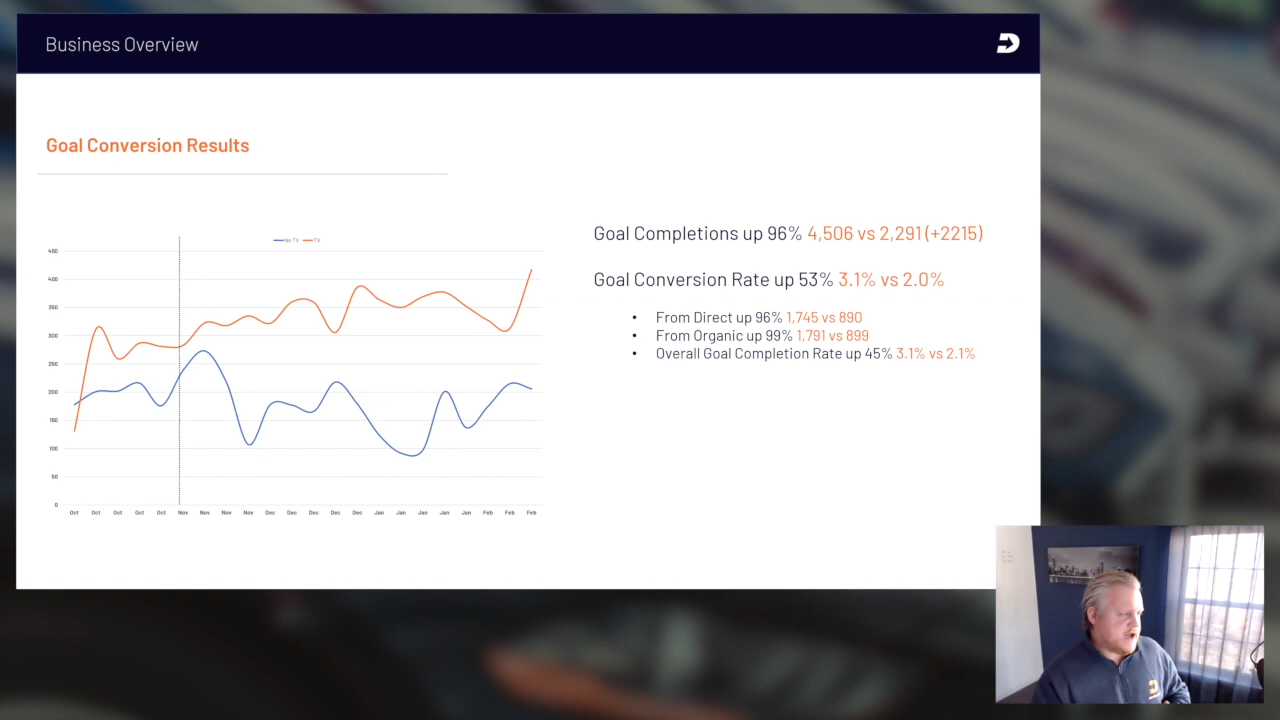 Business Overview
Goal Conversion Results
No TV TV
450
400
350
300
250
200
150
100
50
0
Oct Oct Oct Oct Oct Nov Nov Nov Nov Dec Dec Dec Dec Dec Jan Jan Jan Jan Jan Feb Feb Feb
Goal Completions up 96% 4,506 vs 2,291 (+2215)
Goal Conversion Rate up 53% 3.1% vs 2.0%
• From Direct up 96% 1,745 vs 890
• From Organic up 99% 1,791 vs 899
• Overall Goal Completion Rate up 45% 3.1% vs 2.1%